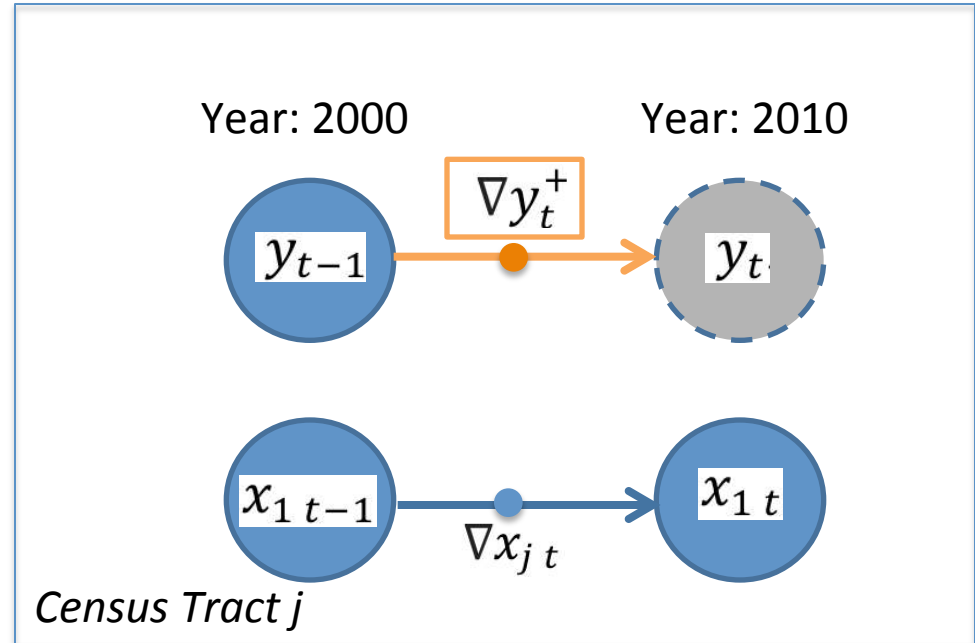 Year: 2000 Year: 2010
∇y_t^+
y_{t−1} y_t
x_{1 t−1} x_{1 t}
∇x_{j t}
Census Tract j